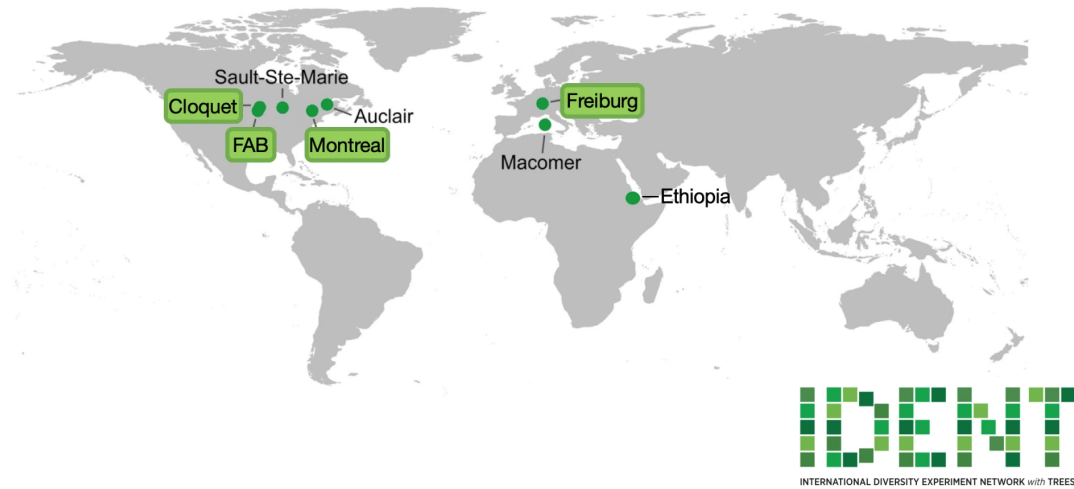 Sault-Ste-Marie
Cloquet
Auclair
FAB
Montreal
Freiburg
Macomer
Ethiopia
IDENT
INTERNATIONAL DIVERSITY EXPERIMENT NETWORK with TREES